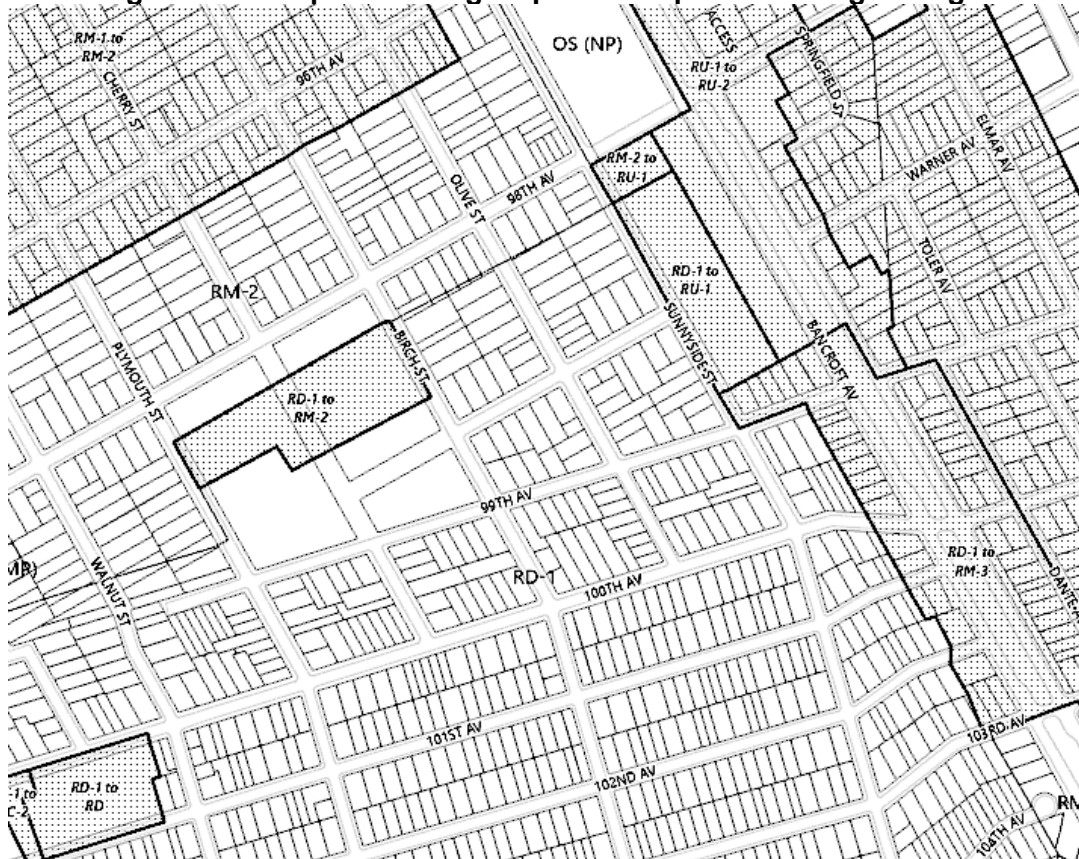 RM-1 to
RM-2
CHERRY ST
96TH AV
OS (NP)
ACCESS
RU-1 to
RU-2
SPRINGFIELD ST
ELMAR AV
WARNER AV
TOLER AV
RM-2 to
RU-1
OLIVE ST
98TH AV
RM-2
RD-1 to
RU-1
SUNNYSIDE ST
BANCROFT AV
PLYMOUTH ST
BIRCH ST
RD-1 to
RM-2
99TH AV
RD-1
100TH AV
WALNUT ST
RD-1 to
RM-3
101ST AV
102ND AV
103RD AV
104TH AV
RD-1 to
RD